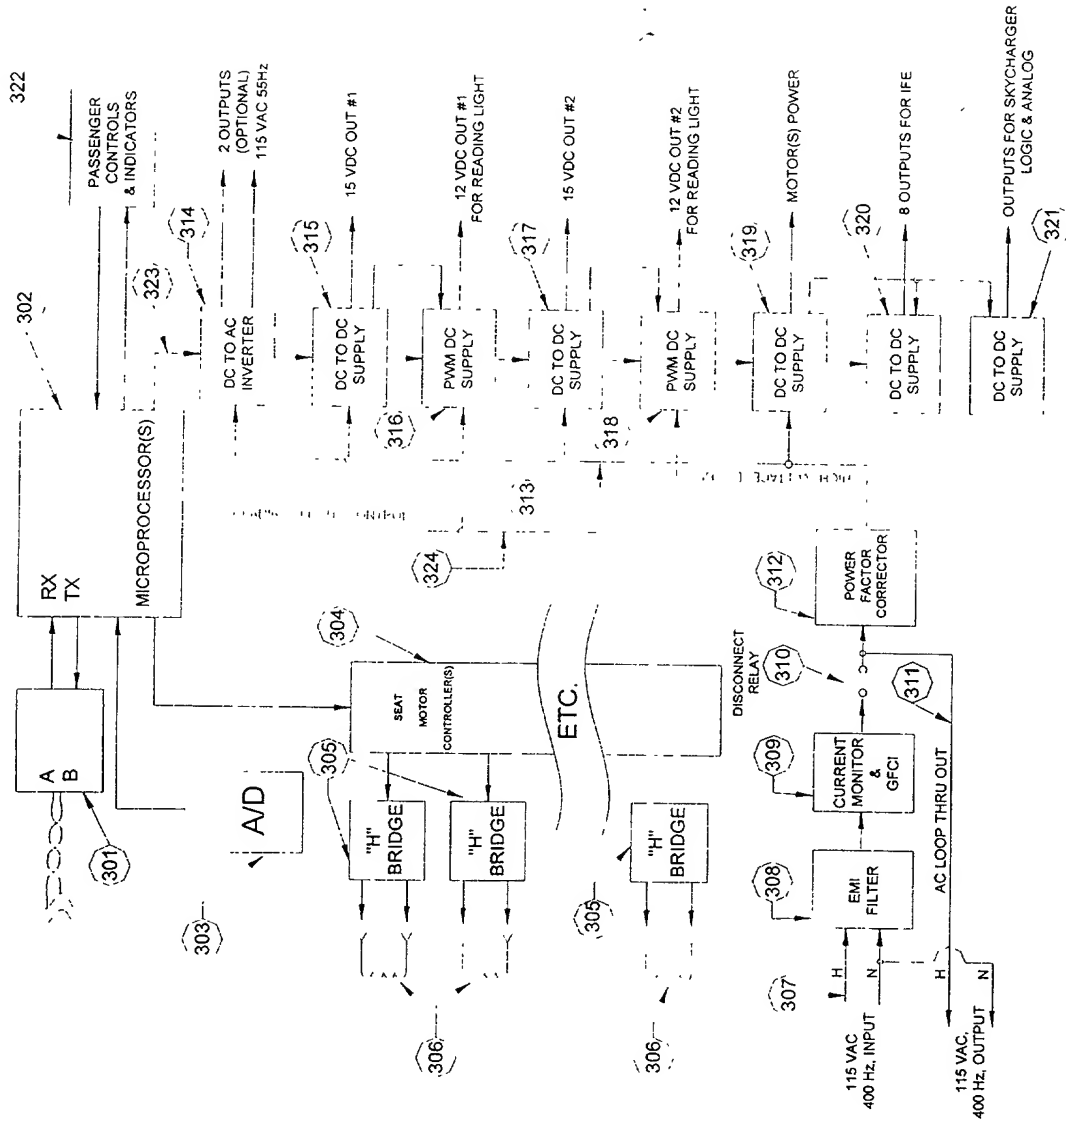 322
PASSENGER
CONTROLS
& INDICATORS
302
323
314
2 OUTPUTS
(OPTIONAL)
115 VAC 55Hz
RX
TX
MICROPROCESSOR(S)
A
B
301
303
A/D
304
SEAT
MOTOR
CONTROLLER(S)
ETC.
305
"H"
BRIDGE
"H"
BRIDGE
305
"H"
BRIDGE
306
306
DC TO AC
INVERTER
315
DC TO DC
SUPPLY
15 VDC OUT #1
316
PWM DC
SUPPLY
12 VDC OUT #1
FOR READING LIGHT
317
DC TO DC
SUPPLY
15 VDC OUT #2
318
PWM DC
SUPPLY
12 VDC OUT #2
FOR READING LIGHT
319
DC TO DC
SUPPLY
MOTOR(S) POWER
320
DC TO DC
SUPPLY
8 OUTPUTS FOR IFE
321
DC TO DC
SUPPLY
OUTPUTS FOR SKYCHARGER
LOGIC & ANALOG
313
324
307
115 VAC
400 Hz, INPUT
H
N
308
EMI
FILTER
309
CURRENT
MONITOR
&
GFCI
DISCONNECT
RELAY
310
311
312
POWER
FACTOR
CORRECTOR
AC LOOP THRU OUT
H
N
115 VAC,
400 Hz, OUTPUT